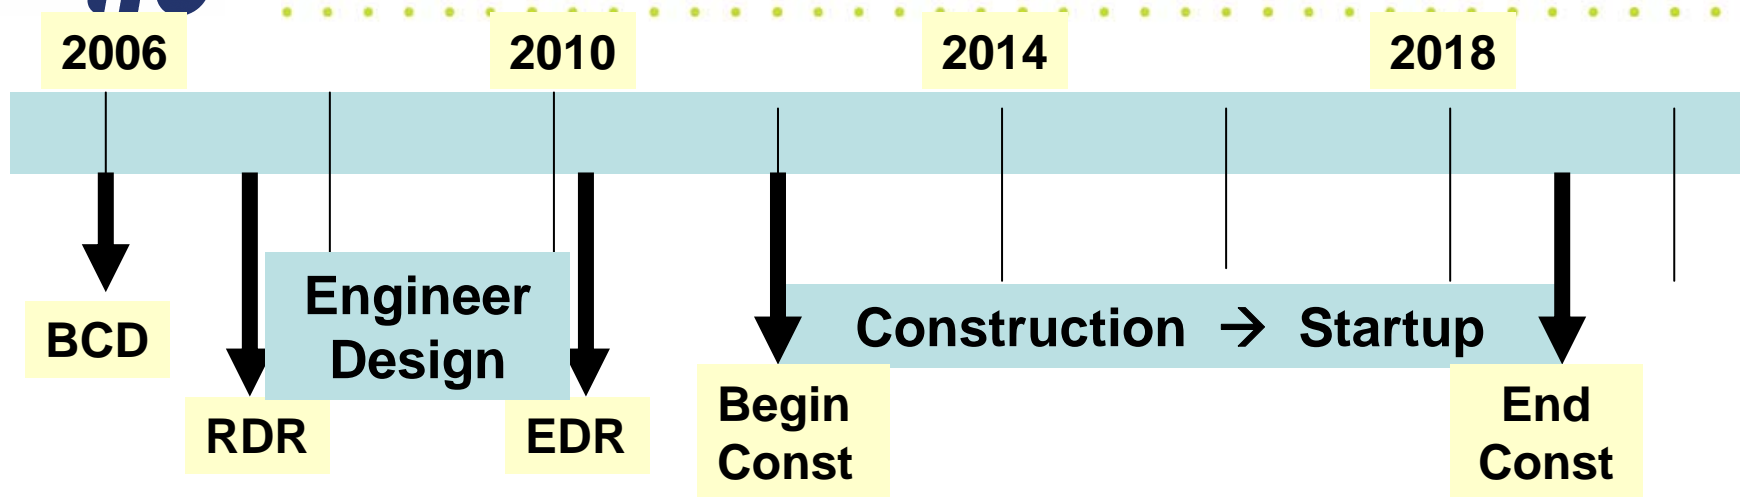 2006 2010 2014 2018
Engineer
Design
Construction → Startup
BCD
RDR
EDR
Begin
Const
End
Const